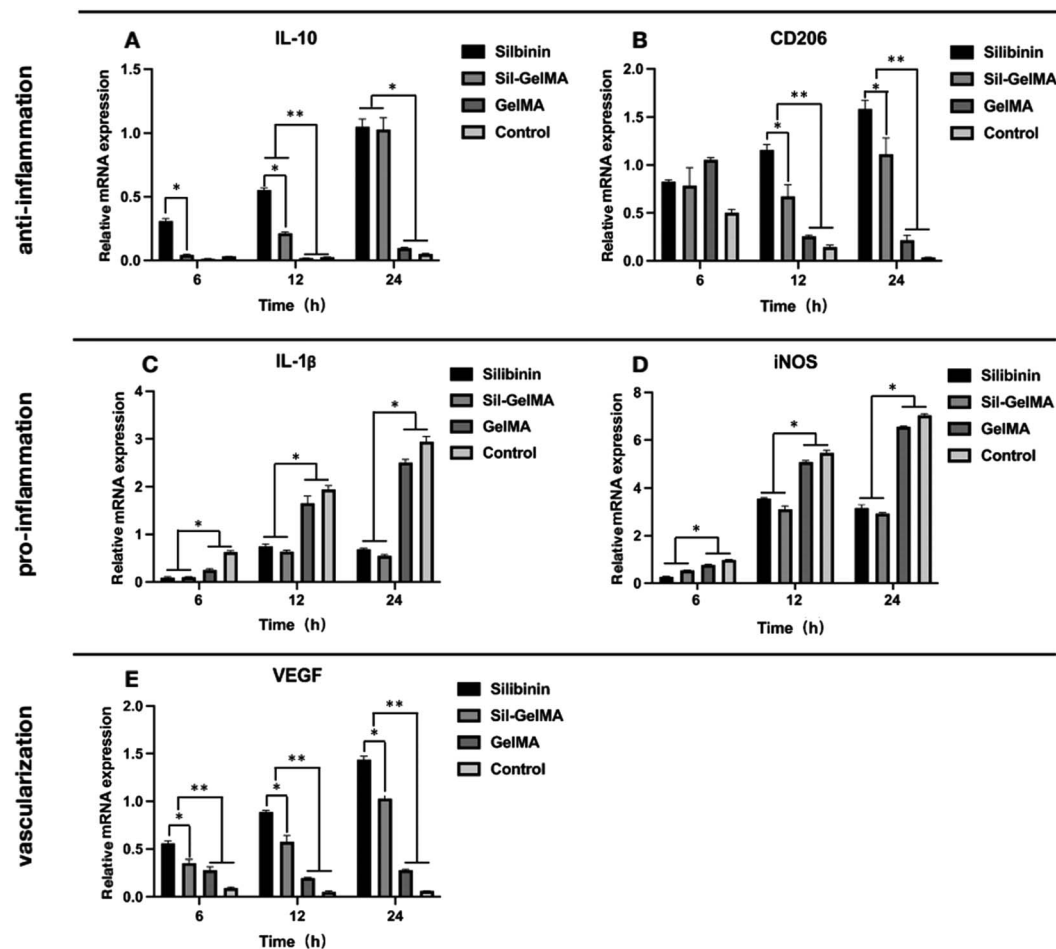 anti-inflammation
A
IL-10
Relative mRNA expression
1.5
1.0
0.5
0.0
*
*
**
*
6
12
24
Time (h)
Silbinin
Sil-GelMA
GelMA
Control
B
CD206
Relative mRNA expression
2.0
1.5
1.0
0.5
0.0
*
**
*
**
6
12
24
Time (h)
Silibinin
Sil-GelMA
GelMA
Control
pro-inflammation
C
IL-1β
Relative mRNA expression
4
3
2
1
0
*
*
*
6
12
24
Time (h)
Silibinin
Sil-GelMA
GelMA
Control
D
iNOS
Relative mRNA expression
8
6
4
2
0
*
*
*
6
12
24
Time (h)
Silibinin
Sil-GelMA
GelMA
Control
vascularization
E
VEGF
Relative mRNA expression
2.0
1.5
1.0
0.5
0.0
*
**
*
**
*
**
6
12
24
Time (h)
Silibinin
Sil-GelMA
GelMA
Control